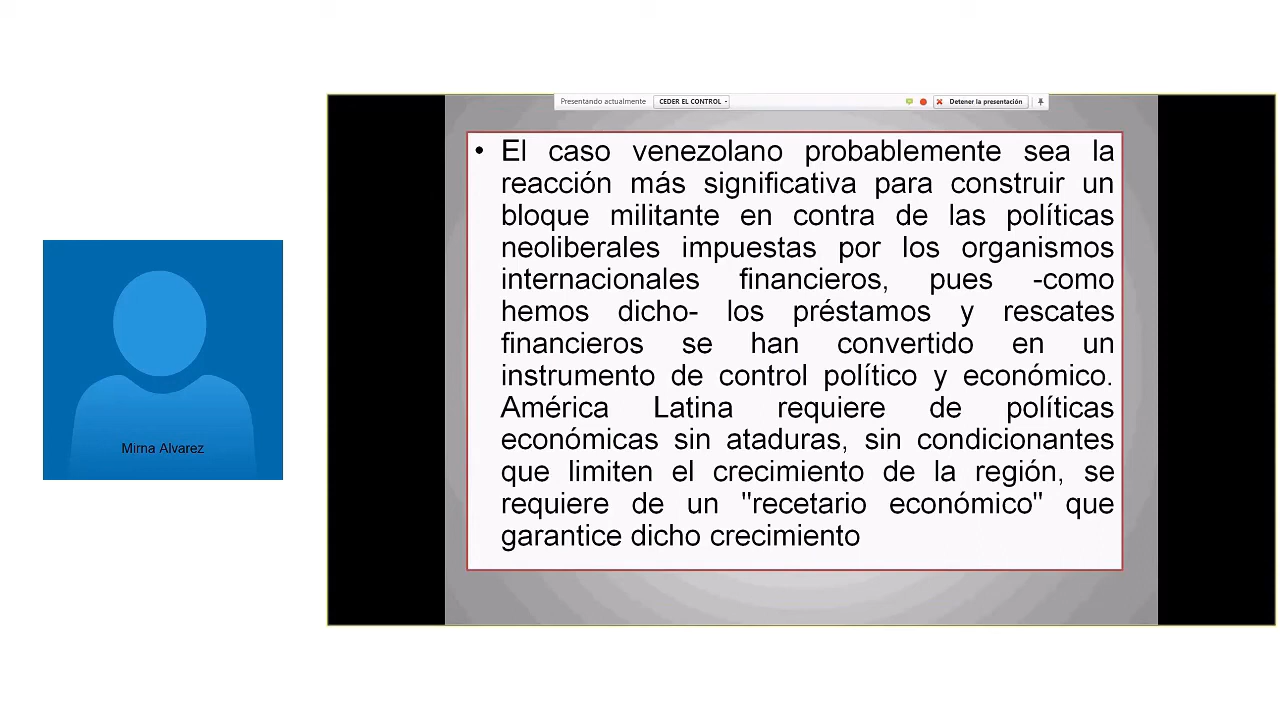 Presentando actualmente CEDER EL CONTROL Detener la presentación
• El caso venezolano probablemente sea la
reacción más significativa para construir un
bloque militante en contra de las políticas
neoliberales impuestas por los organismos
internacionales financieros, pues -como
hemos dicho- los préstamos y rescates
financieros se han convertido en un
instrumento de control político y económico.
América Latina requiere de políticas
económicas sin ataduras, sin condicionantes
que limiten el crecimiento de la región, se
requiere de un "recetario económico" que
garantice dicho crecimiento
Mirna Alvarez